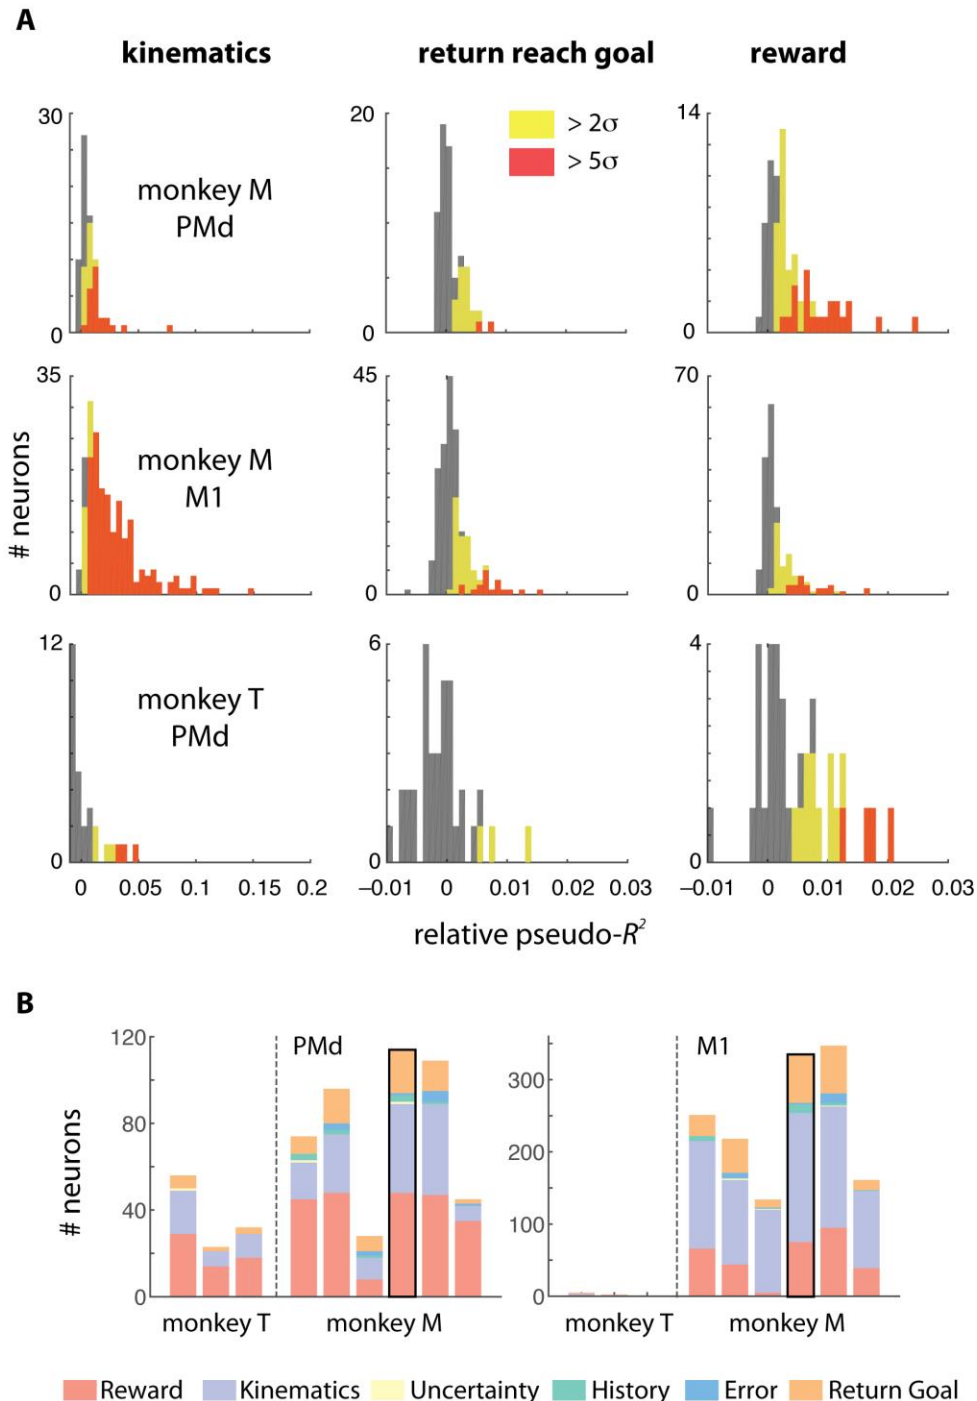 A
kinematics return reach goal reward
30 20 14
> 2σ
> 5σ
monkey M
PMd
0 0 0
35 45 70
monkey M
M1
# neurons
0 0 0
12 6 4
monkey T
PMd
3 2
0 0 0
0 0.05 0.1 0.15 0.2 −0.01 0 0.01 0.02 0.03 −0.01 0 0.01 0.02 0.03
relative pseudo-R²
B
120 PMd M1
300
80
200
# neurons
40
100
0 0
monkey T monkey M monkey T monkey M
Reward Kinematics Uncertainty History Error Return Goal